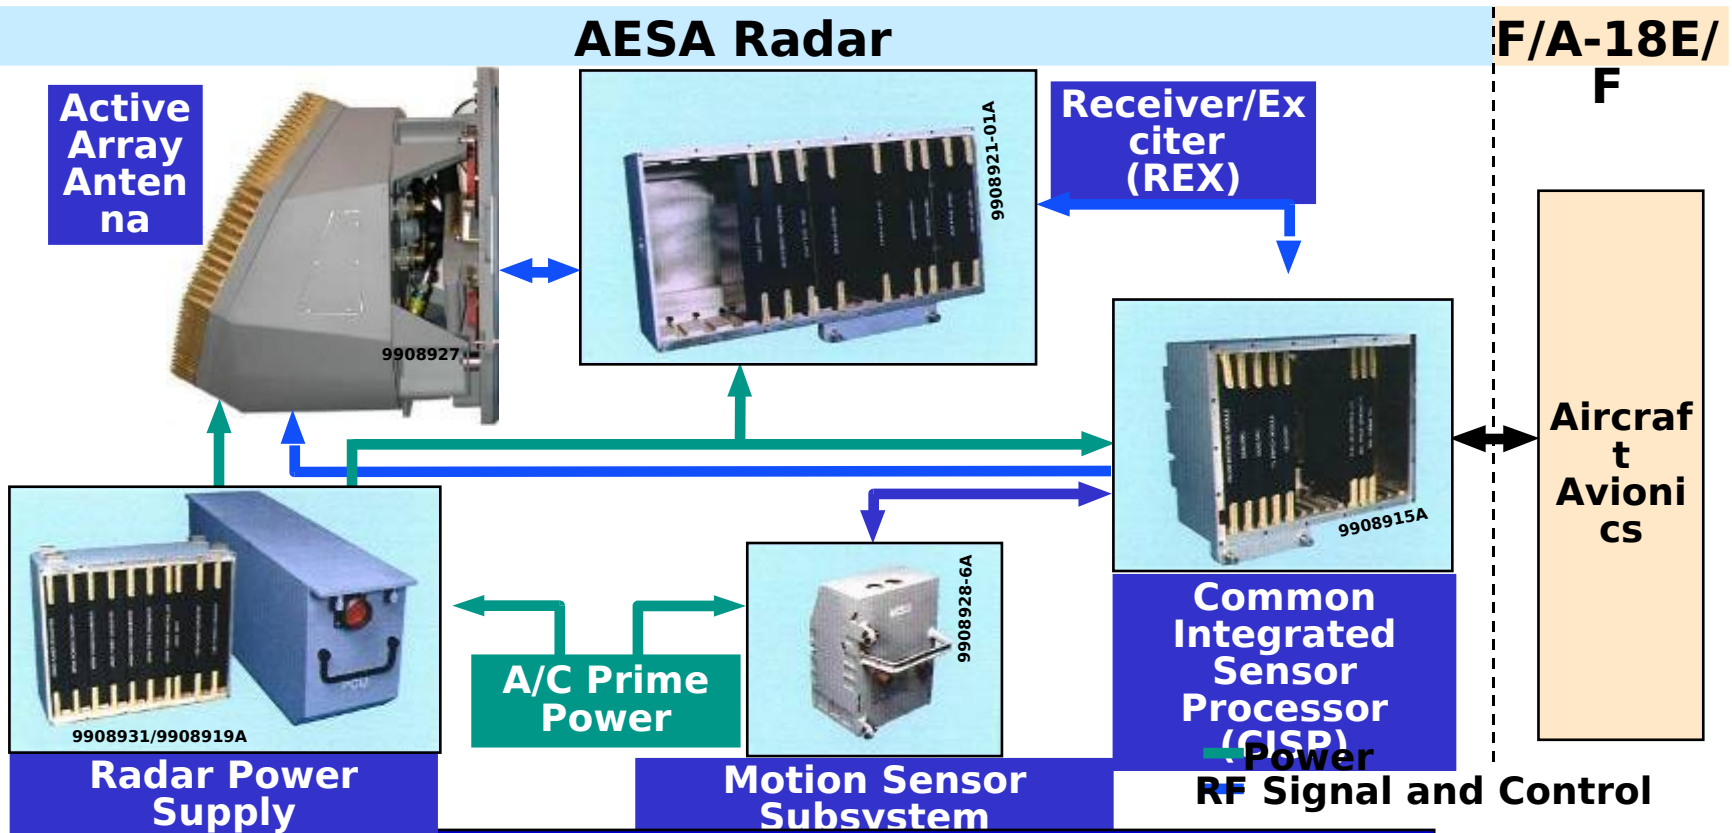 AESA Radar
F/A-18E/
F
Active
Array
Anten
na
9908927
9908921-01A
Receiver/Ex
citer
(REX)
9908915A
Aircraf
t
Avioni
cs
9908931/9908919A
A/C Prime
Power
9908928-6A
Common
Integrated
Sensor
Processor
(CISP)
Radar Power
Supply
Motion Sensor
Subsystem
Power
RF Signal and Control